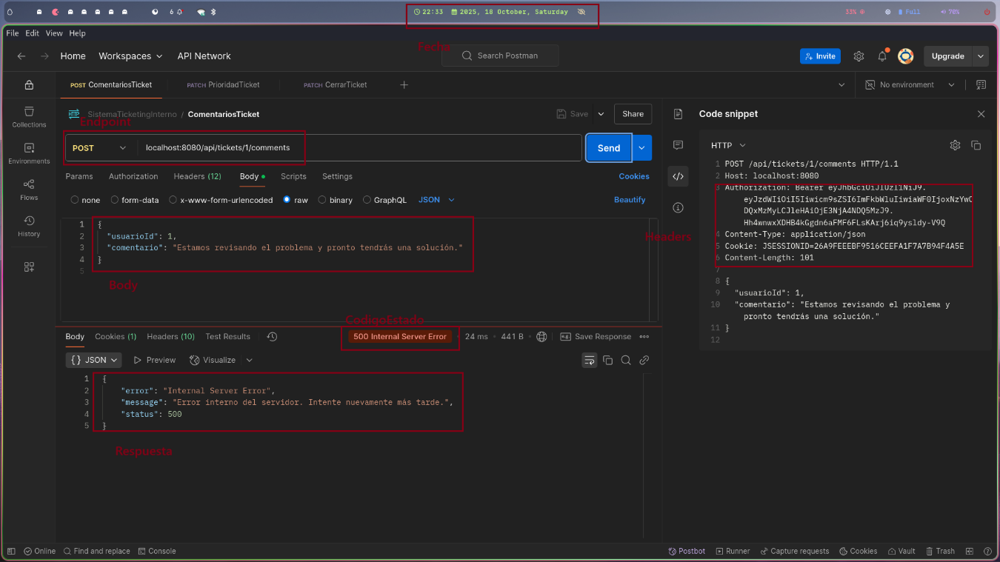 6
22:33 2025, 18 October, Saturday
33% Full 70%
File Edit View Help
Fecha
Home Workspaces API Network
Search Postman
Invite Upgrade
POST ComentariosTicket PATCH PrioridadTicket PATCH CerrarTicket
No environment
HTTP SistemaTicketingInterno / ComentariosTicket
Save Share
Endpoint
POST localhost:8080/api/tickets/1/comments
Send
Params Authorization Headers (12) Body Scripts Settings Cookies
none form-data x-www-form-urlencoded raw binary GraphQL JSON Beautify
1 {
2 "usuarioId": 1,
3 "comentario": "Estamos revisando el problema y pronto tendrás una solución."
4 }
5
Body
Collections
Environments
Flows
History
CodigoEstado
Body Cookies (1) Headers (10) Test Results
500 Internal Server Error • 24 ms • 441 B Save Response
{} JSON Preview Visualize
1 {
2 "error": "Internal Server Error",
3 "message": "Error interno del servidor. Intente nuevamente más tarde.",
4 "status": 500
5 }
Respuesta
Code snippet
HTTP
1 POST /api/tickets/1/comments HTTP/1.1
2 Host: localhost:8080
3 Authorization: Bearer
4 Content-Type: application/json
5 Cookie: JSESSIONID=26A9FEEEBF9516CEEFA1F7A7B94F4A5E
6 Content-Length: 101
7
8 {
9 "usuarioId": 1,
10 "comentario": "Estamos revisando el problema y
pronto tendrás una solución."
11 }
12
Headers
Online Find and replace Console
Postbot Runner Capture requests Cookies Vault Trash